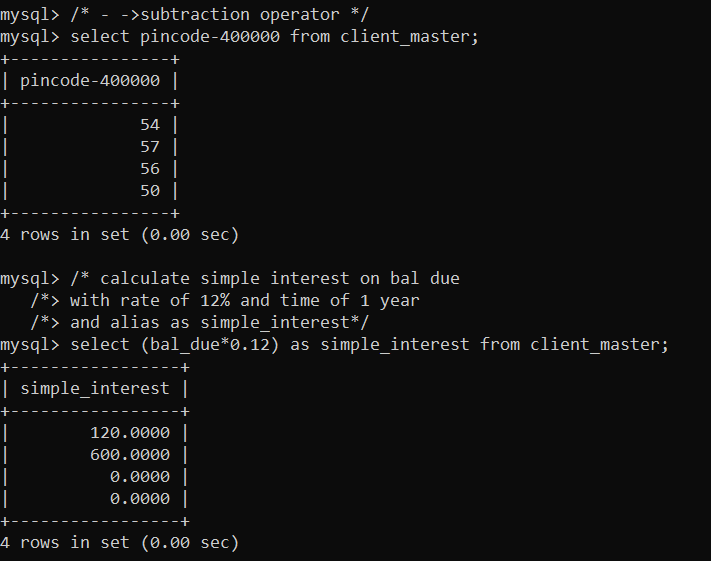 mysql> /* - ->subtraction operator */
mysql> select pincode-400000 from client_master;
+----------------+
| pincode-400000 |
+----------------+
|             54 |
|             57 |
|             56 |
|             50 |
+----------------+
4 rows in set (0.00 sec)

mysql> /* calculate simple interest on bal due
   /*> with rate of 12% and time of 1 year
   /*> and alias as simple_interest*/
mysql> select (bal_due*0.12) as simple_interest from client_master;
+-----------------+
| simple_interest |
+-----------------+
|        120.0000 |
|        600.0000 |
|          0.0000 |
|          0.0000 |
+-----------------+
4 rows in set (0.00 sec)